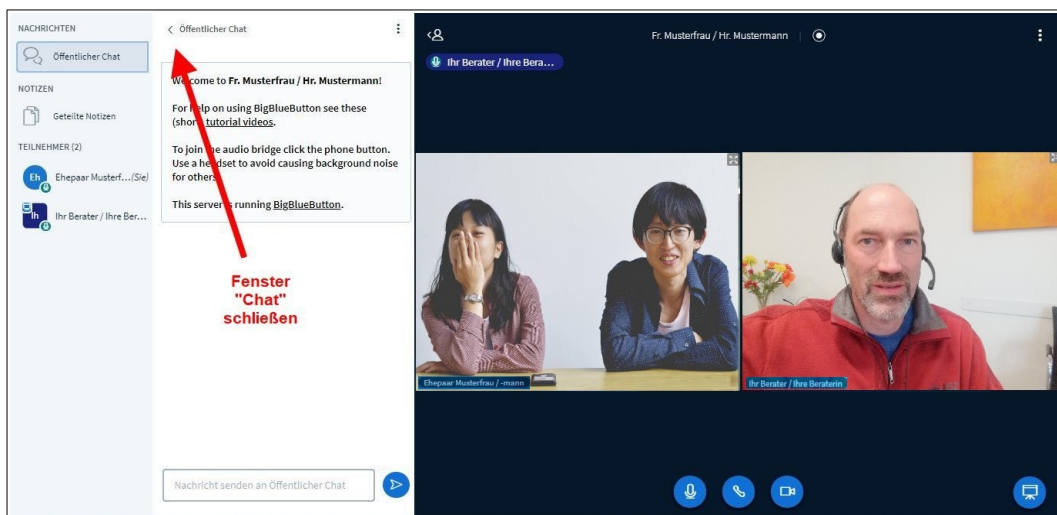 NACHRICHTEN
Öffentlicher Chat
NOTIZEN
Geteilte Notizen
TEILNEHMER (2)
Eh
Ehepaar Musterf...(Sie)
Ih
Ihr Berater / Ihre Ber...
Öffentlicher Chat
Welcome to Fr. Musterfrau / Hr. Mustermann!
For help on using BigBlueButton see these
(short) tutorial videos.
To join the audio bridge click the phone button.
Use a headset to avoid causing background noise
for others.
This server is running BigBlueButton.
Fenster
"Chat"
schließen
Nachricht senden an Öffentlicher Chat
Fr. Musterfrau / Hr. Mustermann
Ihr Berater / Ihre Bera...
Ehepaar Musterfrau / -mann
Ihr Berater / Ihre Beraterin